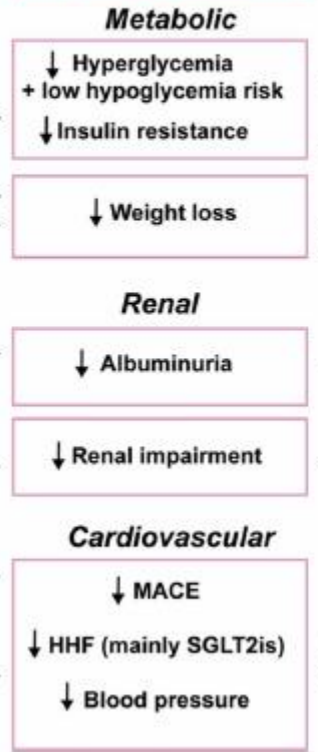 Metabolic
↓ Hyperglycemia
+ low hypoglycemia risk
↓ Insulin resistance
↓ Weight loss
Renal
↓ Albuminuria
↓ Renal impairment
Cardiovascular
↓ MACE
↓ HHF (mainly SGLT2is)
↓ Blood pressure